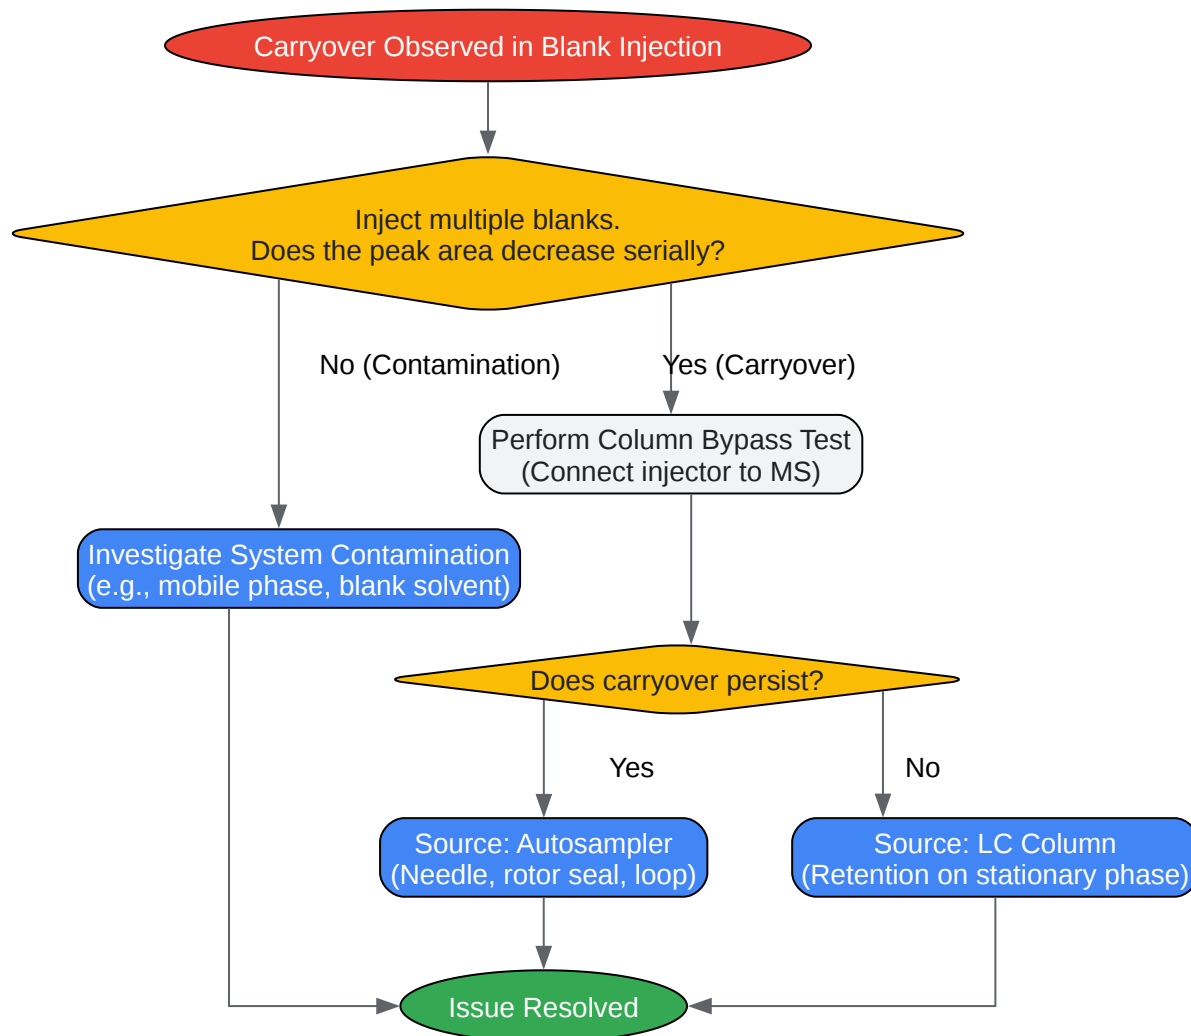 Carryover Observed in Blank Injection
Inject multiple blanks.
Does the peak area decrease serially?
No (Contamination)
Yes (Carryover)
Perform Column Bypass Test
(Connect injector to MS)
Investigate System Contamination
(e.g., mobile phase, blank solvent)
Does carryover persist?
Yes
No
Source: Autosampler
(Needle, rotor seal, loop)
Source: LC Column
(Retention on stationary phase)
Issue Resolved